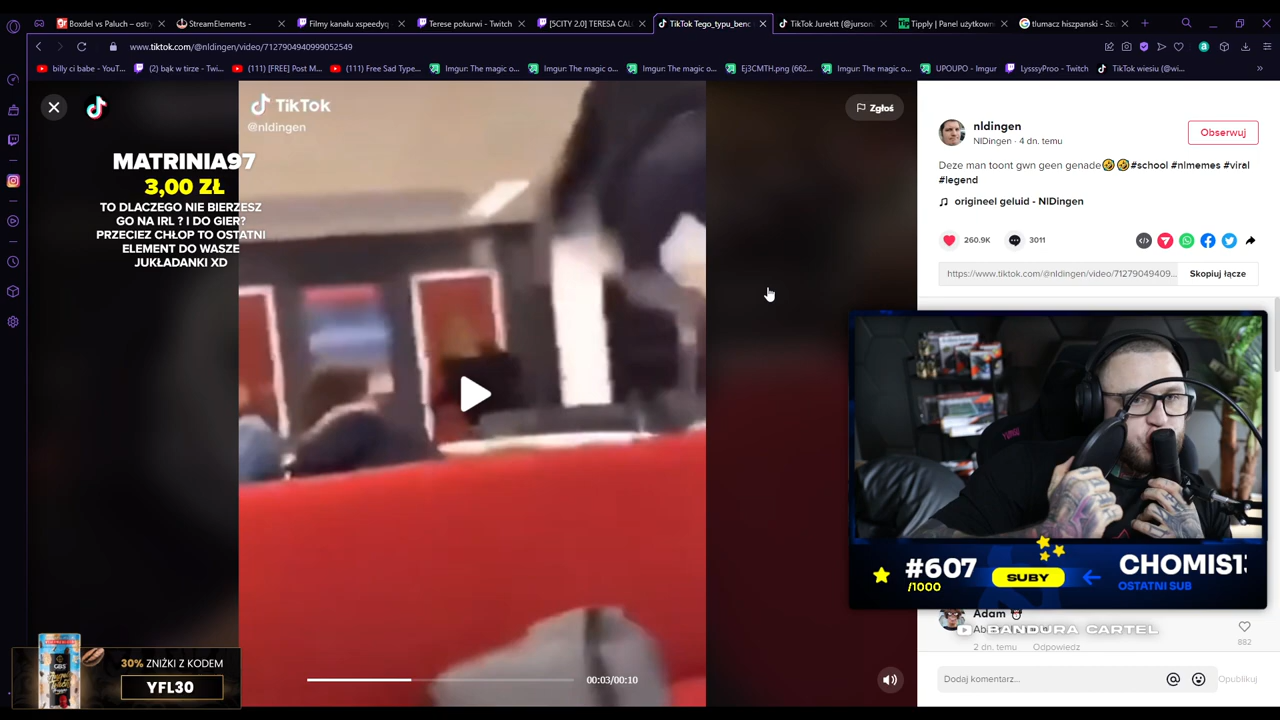 Boxdel vs Paluch – ostry
StreamElements -
Filmy kanału xspeedyq
Terese pokurwi - Twitch
[5CITY 2.0] TERESA CAL
TikTok Tego_typu_benc
TikTok Jurektt (@jurson
Tipply | Panel użytkown
tlumacz hiszpanski - Sz
www.tiktok.com/@nldingen/video/7127904940999052549
billy ci babe - YouT...
(2) bąk w tirze - Twi...
(111) [FREE] Post M...
(111) Free Sad Type...
Imgur: The magic o...
Imgur: The magic o...
Imgur: The magic o...
Ej3CMTH.png (662...
Imgur: The magic o...
UPOUPO - Imgur
LysssyProo - Twitch
TikTok wiesiu (@wi...
TikTok
@nldingen
Zgłoś
MATRINIA97
3,00 ZŁ
TO DLACZEGO NIE BIERZESZ
GO NA IRL ? I DO GIER?
PRZECIEZ CHŁOP TO OSTATNI
ELEMENT DO WASZE
JUKŁADANKI XD
nldingen
NlDingen · 4 dn. temu
Obserwuj
Deze man toont gwn geen genade🤣🤣#school #nlmemes #viral
#legend
origineel geluid - NlDingen
260.9K
3011
https://www.tiktok.com/@nldingen/video/71279049409...
Skopiuj łącze
#607
/1000
SUBY
CHOMIS1
OSTATNI SUB
Adam
BANDURA CARTEL
2 dn. temu
Odpowiedz
882
30% ZNIŻKI Z KODEM
YFL30
00:03/00:10
Dodaj komentarz...
Opublikuj